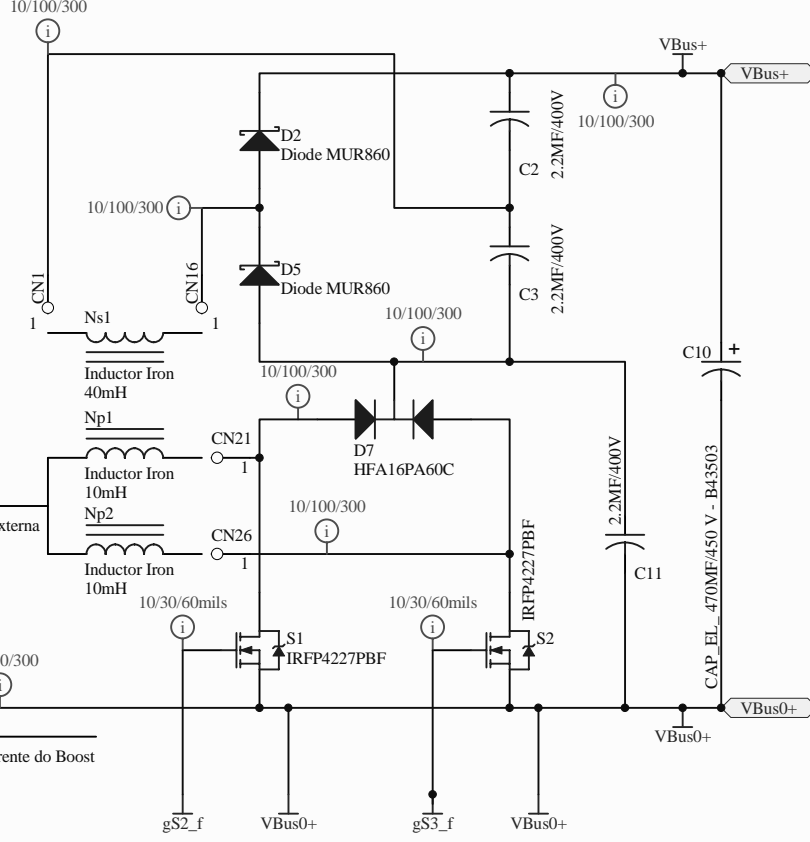 10/100/300
i
VBus+
VBus+
i
10/100/300
D2
Diode MUR860
C2
2.2MF/400V
10/100/300
i
CN1
1
CN16
1
D5
Diode MUR860
C3
2.2MF/400V
Ns1
Inductor Iron
40mH
10/100/300
i
10/100/300
i
C10
+
CAP_EL_ 470MF/450 V - B43503
Np1
Inductor Iron
10mH
CN21
1
D7
HFA16PA60C
2.2MF/400V
C11
xterna
Np2
Inductor Iron
10mH
CN26
1
10/100/300
i
IRFP4227PBF
10/30/60mils
i
S1
IRFP4227PBF
10/30/60mils
i
S2
0/300
i
VBus0+
VBus0+
rente do Boost
gS2_f
VBus0+
gS3_f
VBus0+